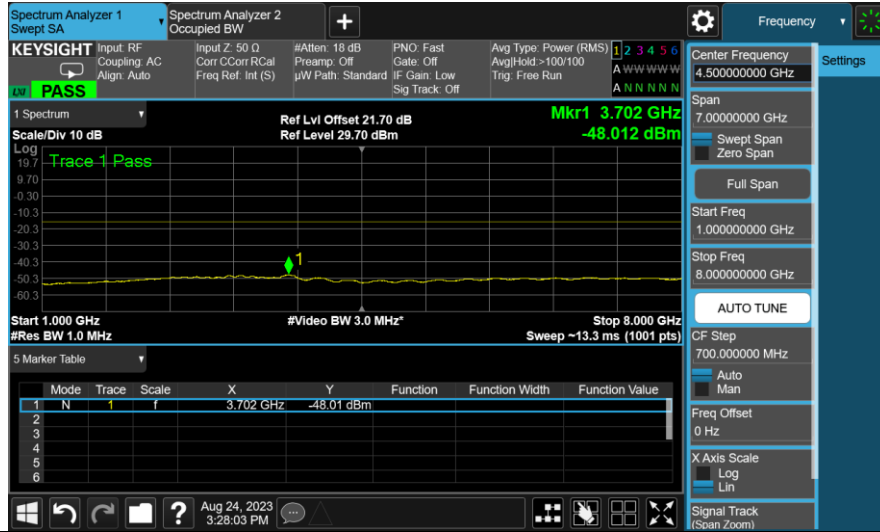 Spectrum Analyzer 1
Swept SA
Spectrum Analyzer 2
Occupied BW
+
Frequency
KEYSIGHT
Input: RF
Coupling: AC
Align: Auto
Input Z: 50 Ω
Corr CCorr RCal
Freq Ref: Int (S)
#Atten: 18 dB
Preamp: Off
µW Path: Standard
PNO: Fast
Gate: Off
IF Gain: Low
Sig Track: Off
Avg Type: Power (RMS)
Avg|Hold:>100/100
Trig: Free Run
1 2 3 4 5 6
A W W W W W
A N N N N N
LXI
PASS
1 Spectrum
Scale/Div 10 dB
Ref Lvl Offset 21.70 dB
Ref Level 29.70 dBm
Mkr1 3.702 GHz
-48.012 dBm
Log
Trace 1 Pass
19.7
9.70
-0.30
-10.3
-20.3
-30.3
-40.3
-50.3
-60.3
1
Start 1.000 GHz
#Res BW 1.0 MHz
#Video BW 3.0 MHz*
Stop 8.000 GHz
Sweep ~13.3 ms (1001 pts)
5 Marker Table
Mode Trace Scale X Y Function Function Width Function Value
1 N 1 f 3.702 GHz -48.01 dBm
2
3
4
5
6
Aug 24, 2023
3:28:03 PM
?
Center Frequency
4.500000000 GHz
Settings
Span
7.00000000 GHz
Swept Span
Zero Span
Full Span
Start Freq
1.000000000 GHz
Stop Freq
8.000000000 GHz
AUTO TUNE
CF Step
700.000000 MHz
Auto
Man
Freq Offset
0 Hz
X Axis Scale
Log
Lin
Signal Track
(Span Zoom)